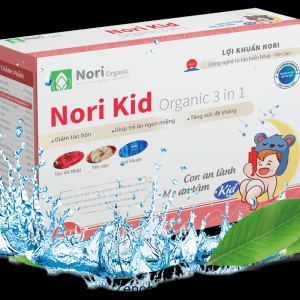 Nori Organic
LỢI KHUẨN NORI
Công nghệ từ tảo biển Nhật - Yến Sào
Nori Kid Organic 3 in 1
• Giảm táo bón • Giúp trẻ ăn ngon miệng • Tăng sức đề kháng
Tảo đỏ Nhật Yến sào Lợi khuẩn
Con an lành
Mẹ an tâm
Kid